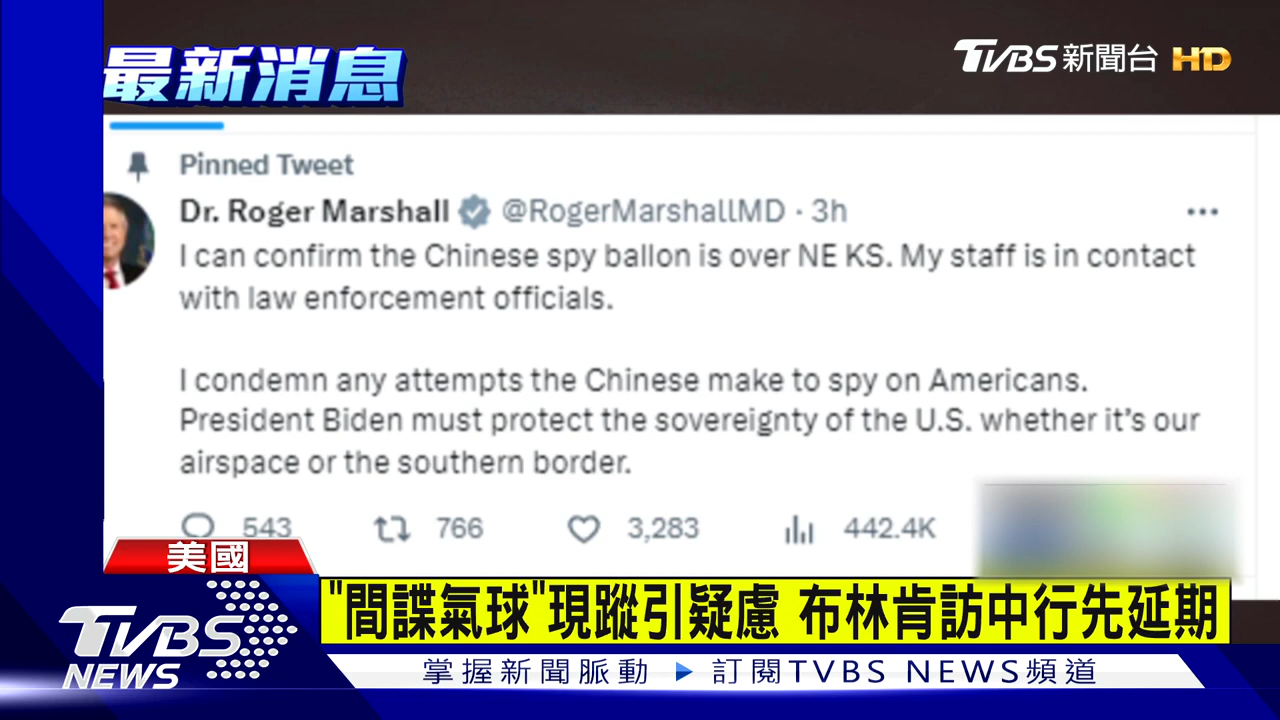 最新消息
TVBS新聞台 HD
Pinned Tweet
Dr. Roger Marshall @RogerMarshallMD · 3h
I can confirm the Chinese spy ballon is over NE KS. My staff is in contact
with law enforcement officials.
I condemn any attempts the Chinese make to spy on Americans.
President Biden must protect the sovereignty of the U.S. whether it's our
airspace or the southern border.
543 766 3,283 442.4K
美國
"間諜氣球"現蹤引疑慮 布林肯訪中行先延期
TVBS
NEWS
掌握新聞脈動 ▶ 訂閱TVBS NEWS頻道